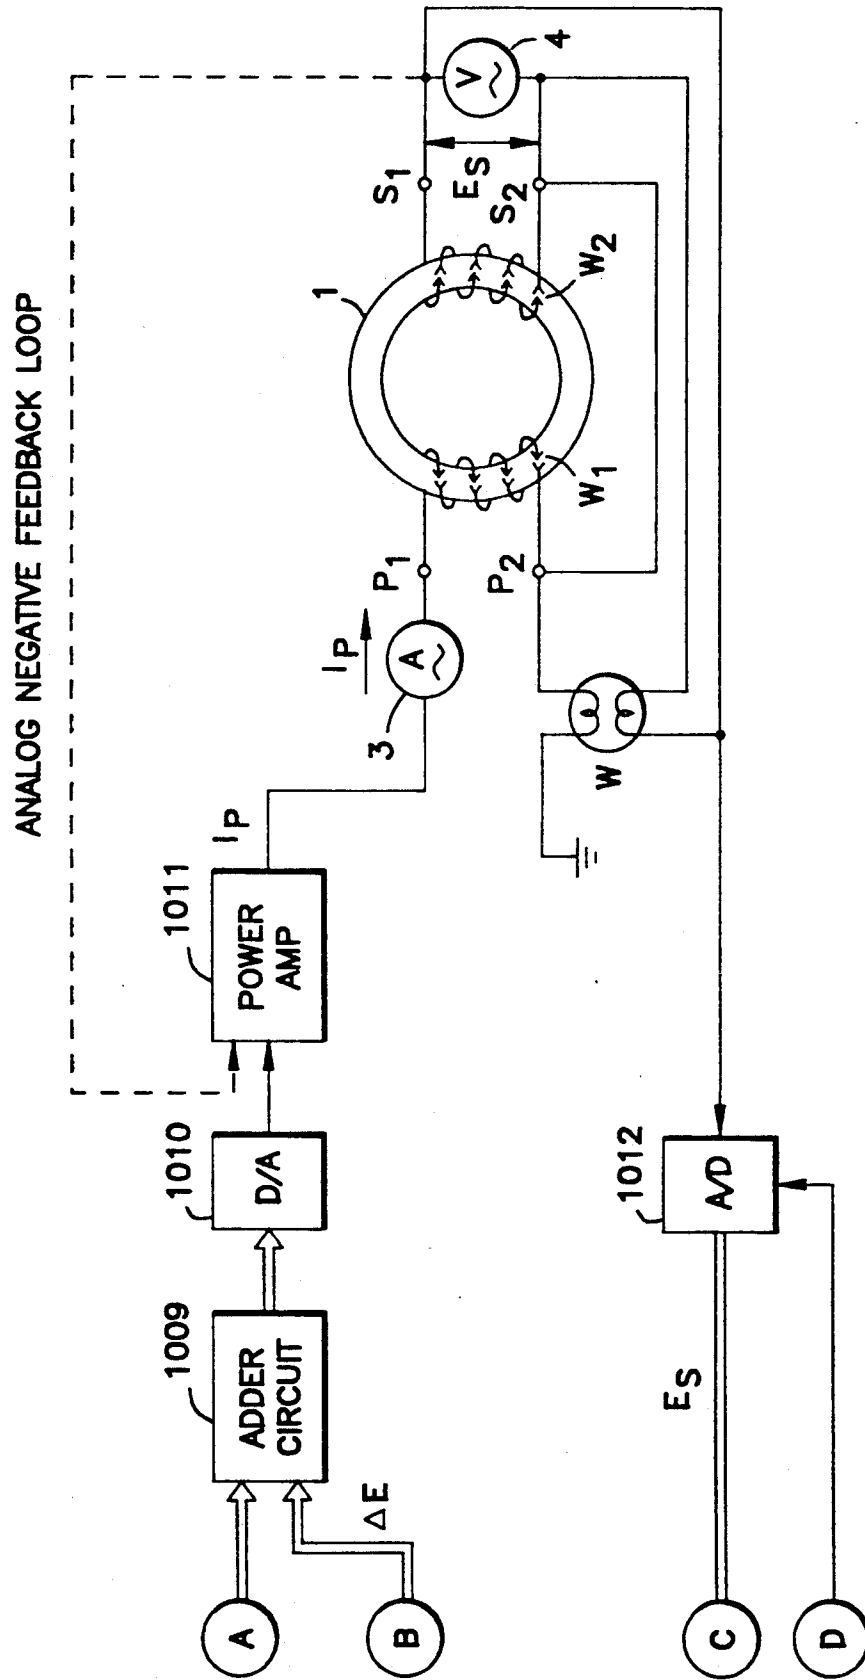 ANALOG NEGATIVE FEEDBACK LOOP
A
B
ΔE
1009
ADDER
CIRCUIT
1010
D/A
1011
POWER
AMP
IP
IP
3
A
P1
P2
W1
1
W2
S1
ES
S2
V
4
W
C
D
ES
1012
A/D